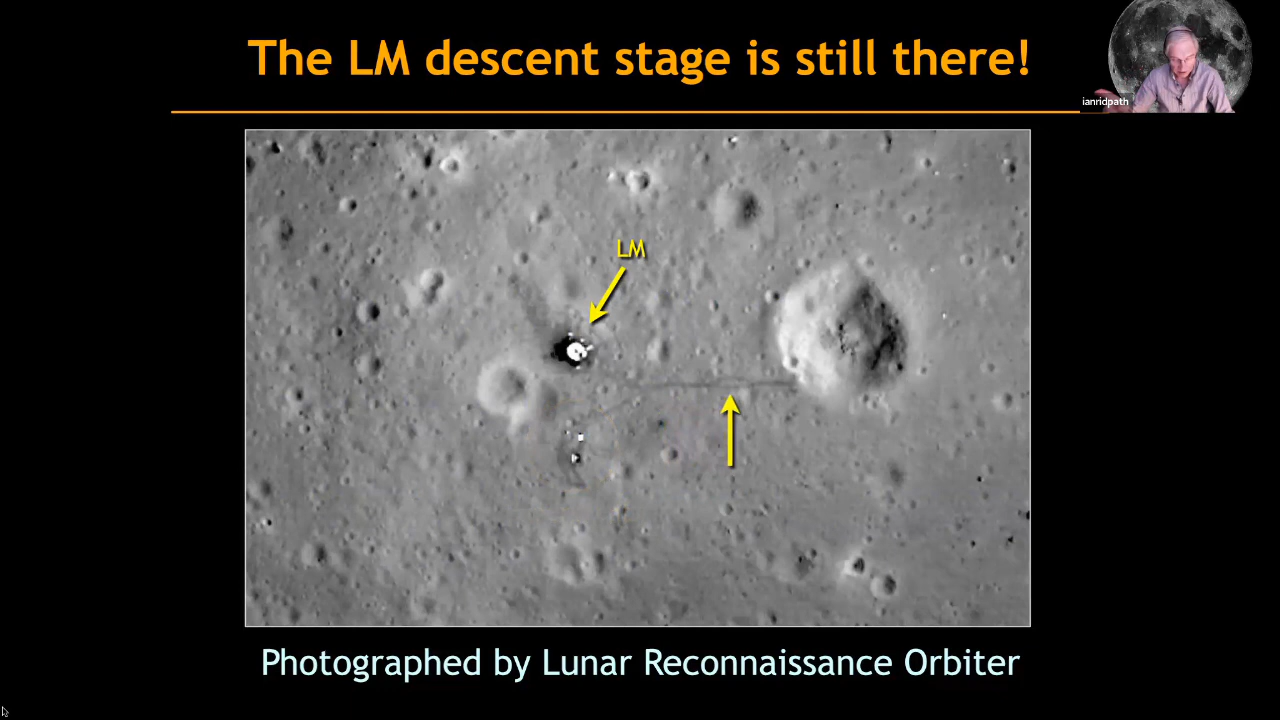 The LM descent stage is still there!
ianridpath
LM
Photographed by Lunar Reconnaissance Orbiter